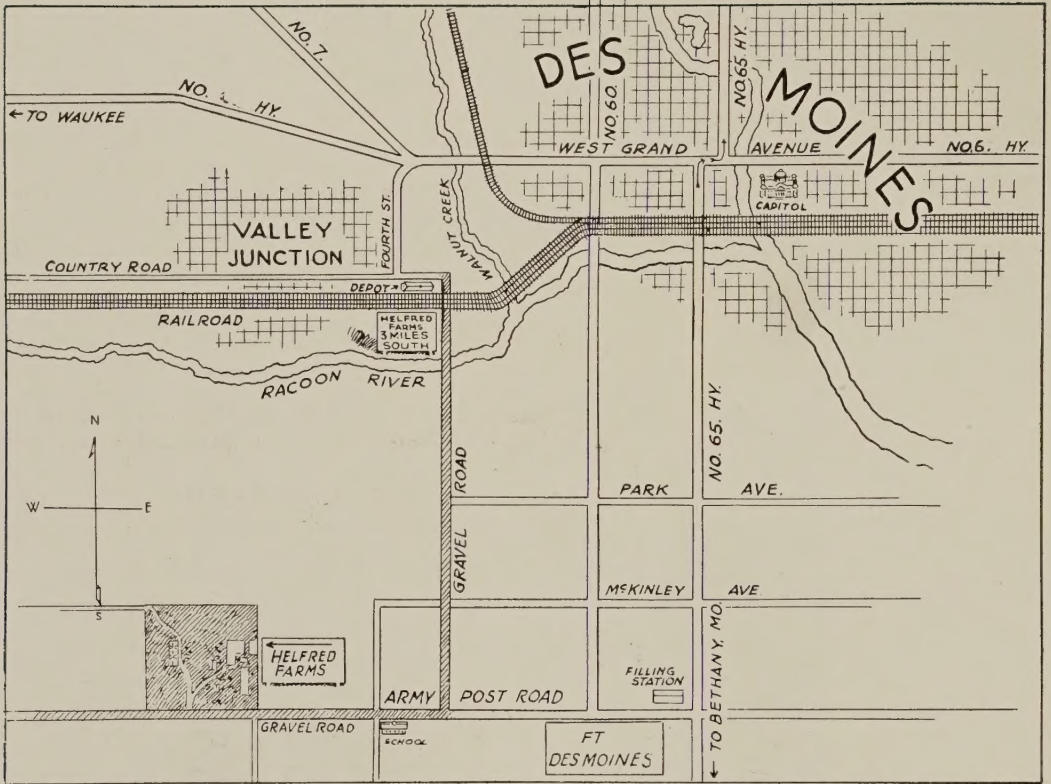 NO. 7.
NO. HY.
← TO WAUKEE
DES
MOINES
NO. 60.
NO. 65. HY.
WEST GRAND AVENUE
NO. 6. HY.
CAPITOL
VALLEY
JUNCTION
FOURTH ST.
WALNUT CREEK
COUNTRY ROAD
DEPOT→
RAILROAD
HELFRED
FARMS
3 MILES
SOUTH
RACOON RIVER
N
W E
S
GRAVEL ROAD
NO. 65. HY.
PARK AVE.
McKINLEY AVE.
HELFRED
FARMS
FILLING
STATION
ARMY POST ROAD
GRAVEL ROAD
SCHOOL
FT
DES MOINES
← TO BETHANY, MO.